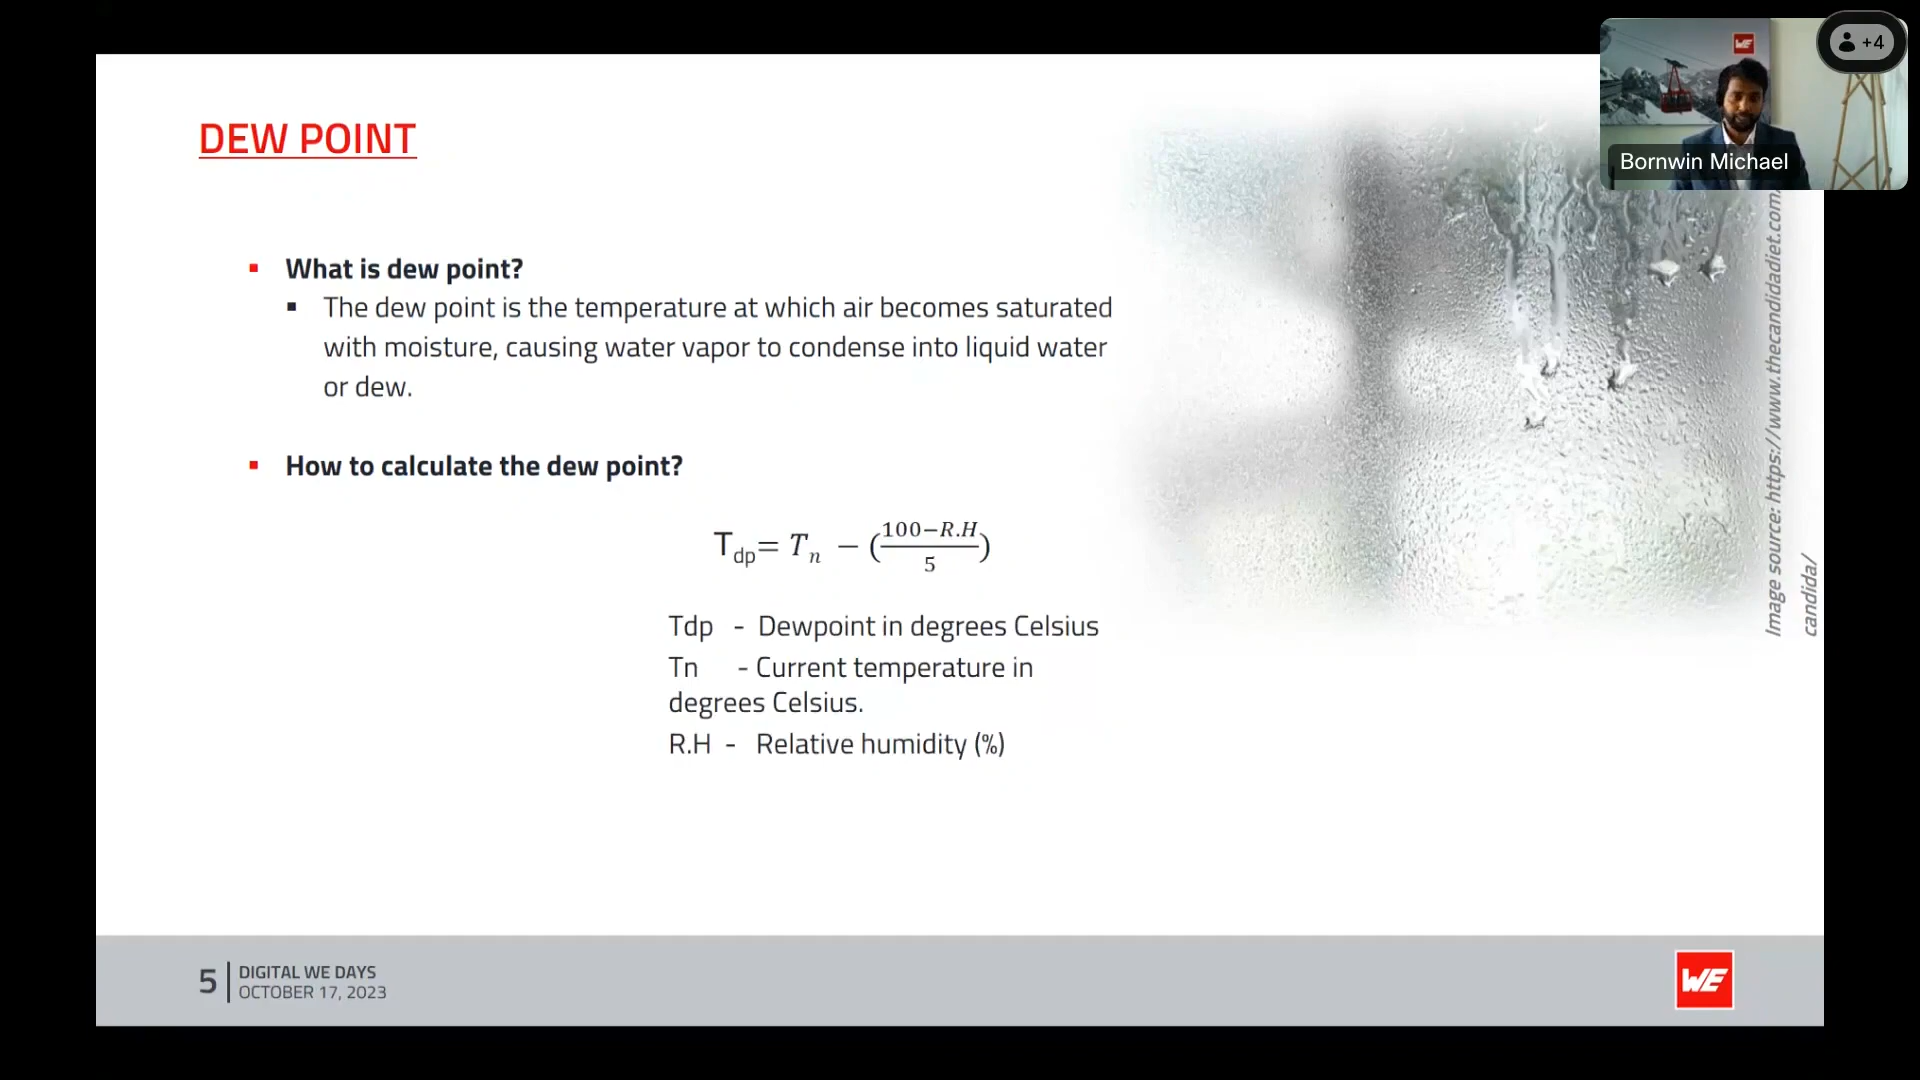 DEW POINT
▪ What is dew point?
▪ The dew point is the temperature at which air becomes saturated
with moisture, causing water vapor to condense into liquid water
or dew.
▪ How to calculate the dew point?
T_dp = T_n − (\frac{100−R.H}{5})
Tdp - Dewpoint in degrees Celsius
Tn - Current temperature in
degrees Celsius.
R.H - Relative humidity (%)
Image source: https://www.thecandidadiet.com/
candida/
WE
+4
Bornwin Michael
5 | DIGITAL WE DAYS
OCTOBER 17, 2023
WE